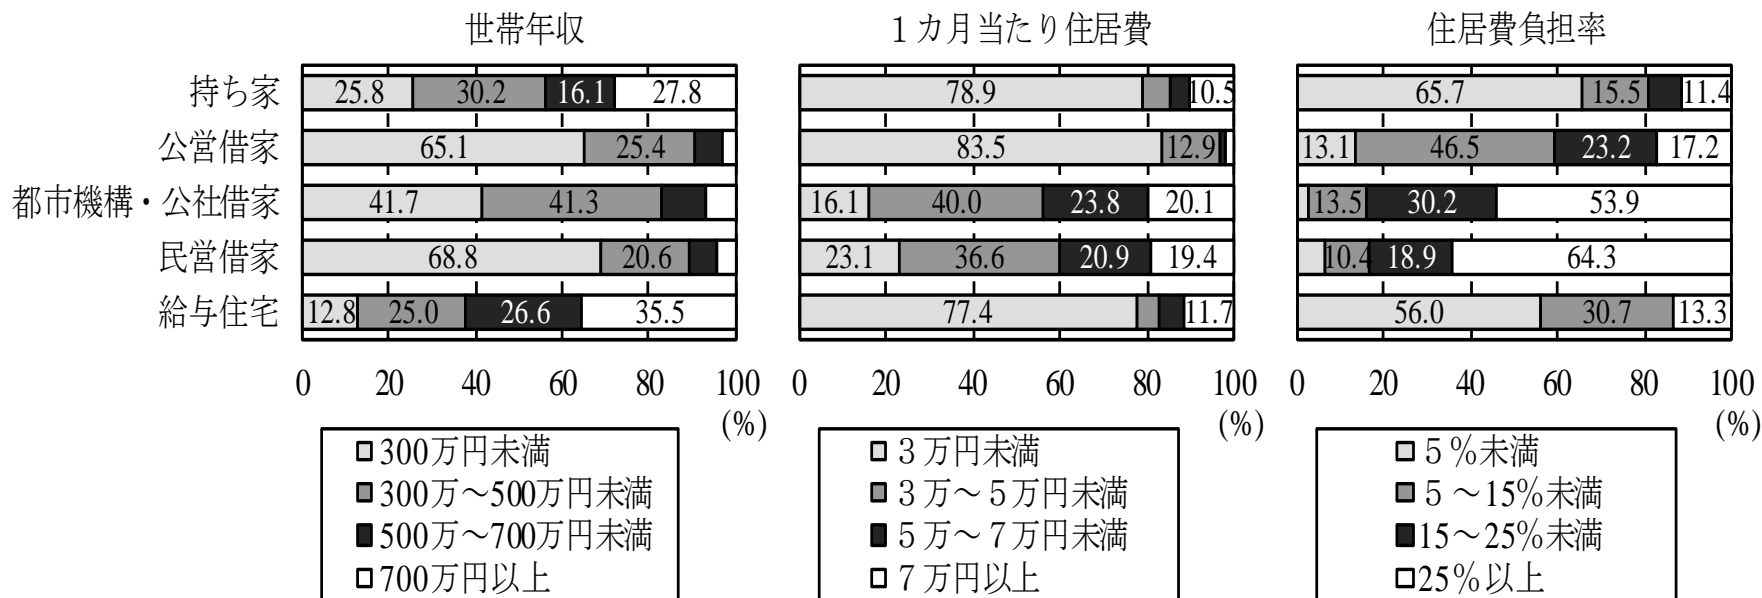 世帯年収 １カ月当たり住居費 住居費負担率
持ち家 25.8 30.2 16.1 27.8 78.9 10.5 65.7 15.5 11.4
公営借家 65.1 25.4 83.5 12.9 13.1 46.5 23.2 17.2
都市機構・公社借家 41.7 41.3 16.1 40.0 23.8 20.1 13.5 30.2 53.9
民営借家 68.8 20.6 23.1 36.6 20.9 19.4 10.4 18.9 64.3
給与住宅 12.8 25.0 26.6 35.5 77.4 11.7 56.0 30.7 13.3
0 20 40 60 80 100 0 20 40 60 80 100 0 20 40 60 80 100
(%) (%) (%)
300万円未満 ３万円未満 ５%未満
300万～500万円未満 ３万～５万円未満 ５～15%未満
500万～700万円未満 ５万～７万円未満 15～25%未満
700万円以上 ７万円以上 25%以上